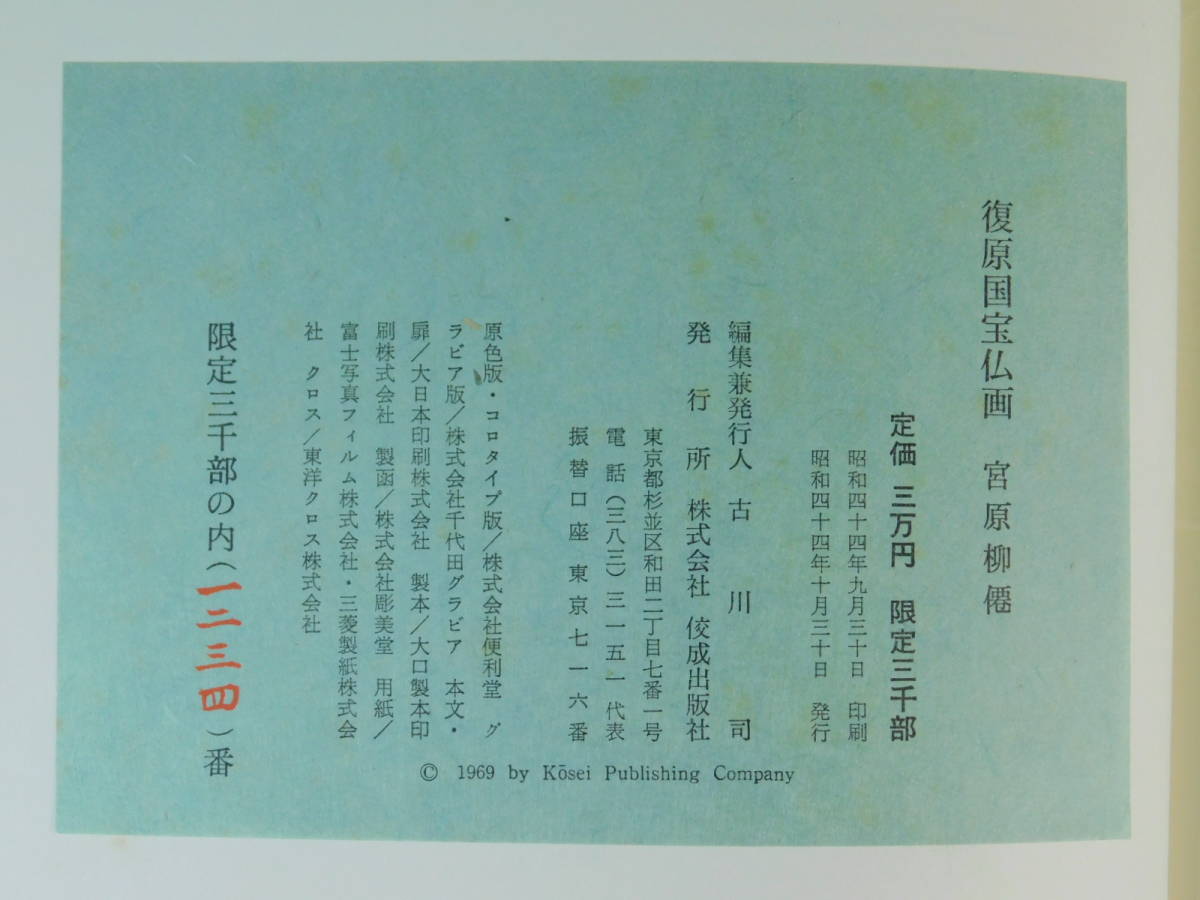 復原国宝仏画　宮原柳僊
定価 三万円　限定三千部
昭和四十四年九月三十日　印刷
昭和四十四年十月三十日　発行
編集兼発行人　古川　司
発行所　株式会社 佼成出版社
東京都杉並区和田二丁目七番一号
電話（三八三）三一五一 代表
振替口座 東京七一六番
原色版・コロタイプ版/株式会社便利堂　グ
ラビア版/株式会社千代田グラビア　本文・
扉/大日本印刷株式会社　製本/大口製本印
刷株式会社　製函/株式会社彫美堂　用紙/
富士写真フィルム株式会社・三菱製紙株式会
社　クロス/東洋クロス株式会社
限定三千部の内（一二三四）番
© 1969 by Kōsei Publishing Company